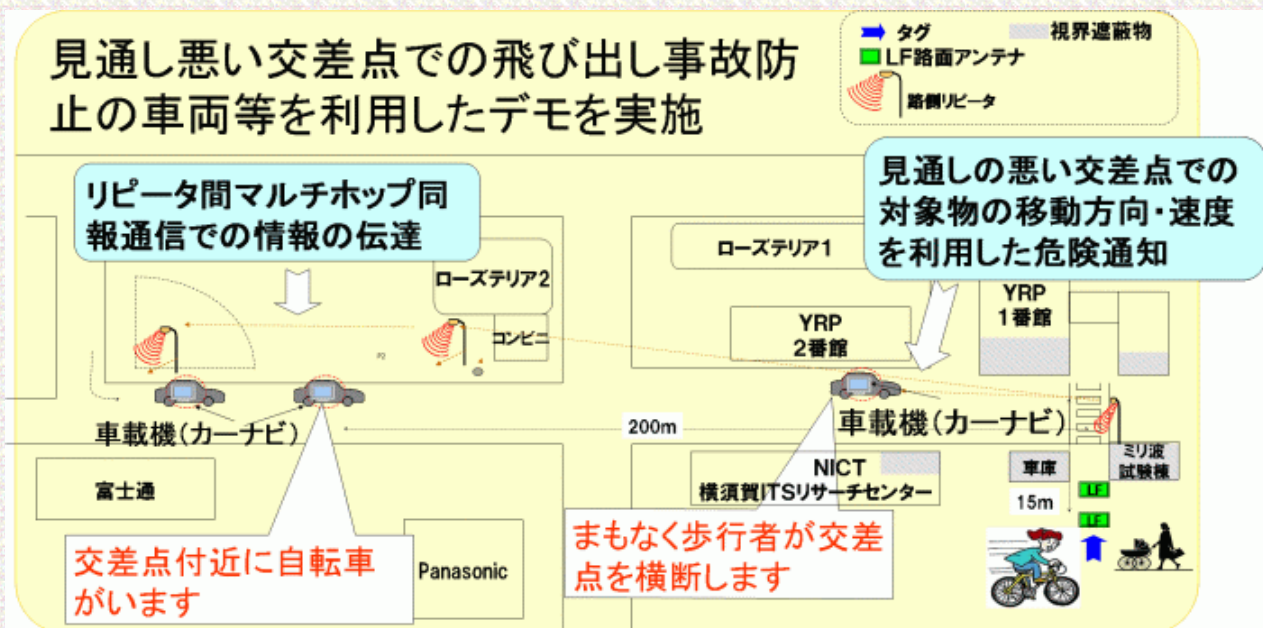 見通し悪い交差点での飛び出し事故防
止の車両等を利用したデモを実施
タグ
視界遮蔽物
LF路面アンテナ
路側リピータ
リピータ間マルチホップ同
報通信での情報の伝達
見通しの悪い交差点での
対象物の移動方向・速度
を利用した危険通知
ローズテリア2
コンビニ
ローズテリア1
YRP
2番館
YRP
1番館
P2
車載機(カーナビ)
200m
車載機(カーナビ)
富士通
Panasonic
NICT
横須賀ITSリサーチセンター
車庫
ミリ波
試験棟
15m
LF
LF
交差点付近に自転車
がいます
まもなく歩行者が交差
点を横断します